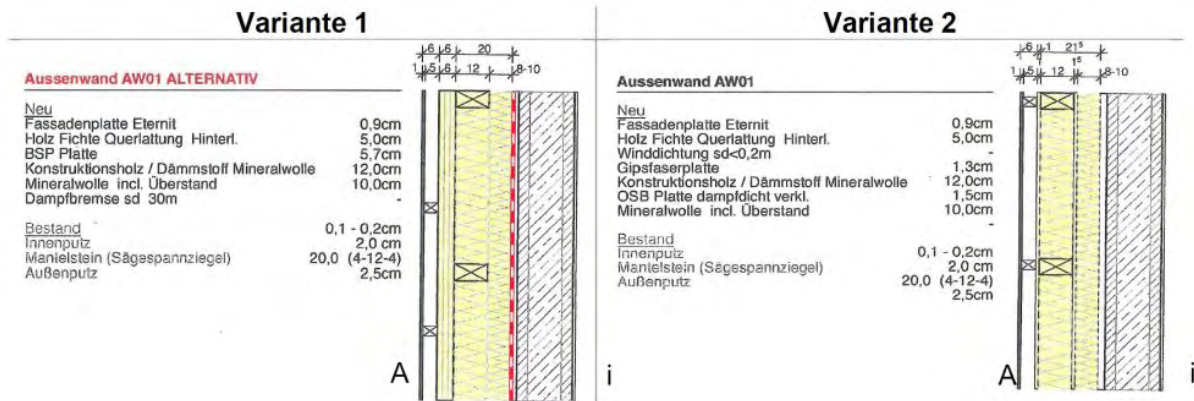 Variante 1
Aussenwand AW01 ALTERNATIV
Neu
Fassadenplatte Eternit 0,9cm
Holz Fichte Querlattung Hinterl. 5,0cm
BSP Platte 5,7cm
Konstruktionsholz / Dämmstoff Mineralwolle 12,0cm
Mineralwolle incl. Überstand 10,0cm
Dampfbremse sd 30m -
Bestand 0,1 - 0,2cm
Innenputz 2,0 cm
Mantelstein (Sägespannziegel) 20,0 (4-12-4)
Außenputz 2,5cm
6 6 20
1 5 6 12 8-10
A i
Variante 2
Aussenwand AW01
Neu
Fassadenplatte Eternit 0,9cm
Holz Fichte Querlattung Hinterl. 5,0cm
Winddichtung sd<0,2m -
Gipsfaserplatte 1,3cm
Konstruktionsholz / Dämmstoff Mineralwolle 12,0cm
OSB Platte dampfdicht verkl. 1,5cm
Mineralwolle incl. Überstand 10,0cm
-
Bestand
Innenputz 0,1 - 0,2cm
Mantelstein (Sägespannziegel) 2,0 cm
Außenputz 20,0 (4-12-4)
2,5cm
6 1 21⁵
1 5 12 1⁵ 8-10
A i